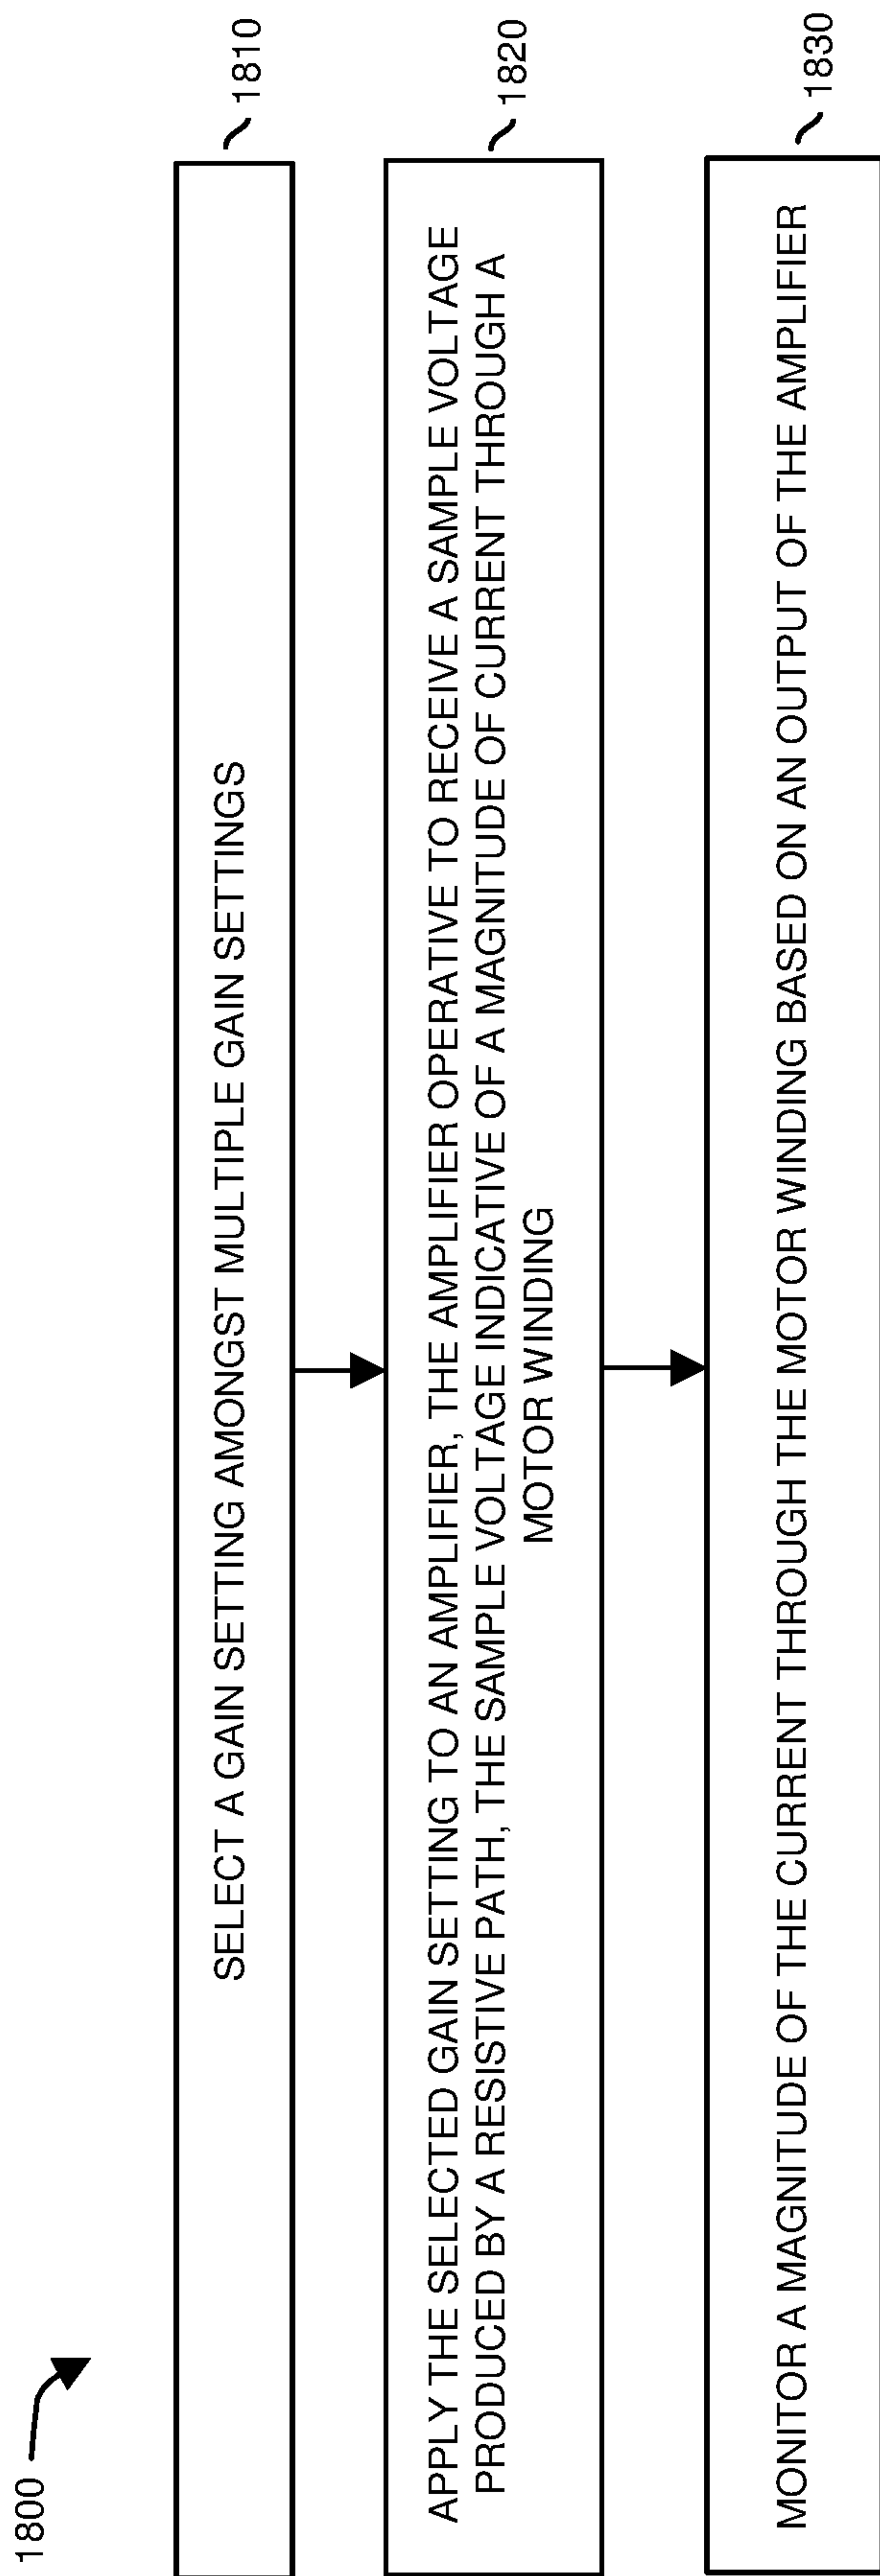 1800
SELECT A GAIN SETTING AMONGST MULTIPLE GAIN SETTINGS
1810
APPLY THE SELECTED GAIN SETTING TO AN AMPLIFIER, THE AMPLIFIER OPERATIVE TO RECEIVE A SAMPLE VOLTAGE
PRODUCED BY A RESISTIVE PATH, THE SAMPLE VOLTAGE INDICATIVE OF A MAGNITUDE OF CURRENT THROUGH A
MOTOR WINDING
1820
MONITOR A MAGNITUDE OF THE CURRENT THROUGH THE MOTOR WINDING BASED ON AN OUTPUT OF THE AMPLIFIER
1830